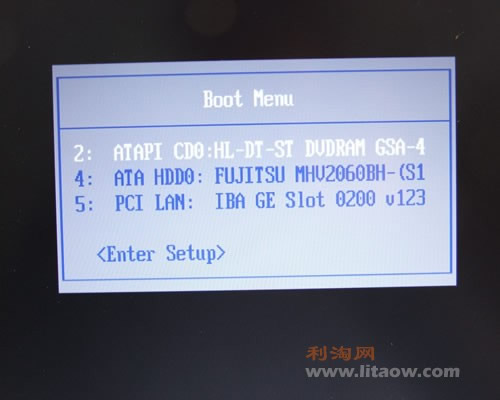 Boot Menu
2: ATAPI CD0:HL-DT-ST DVDRAM GSA-4
4: ATA HDD0: FUJITSU MHV2060BH-(S1
5: PCI LAN: IBA GE Slot 0200 v123
<Enter Setup>
利淘网
www.litaow.com